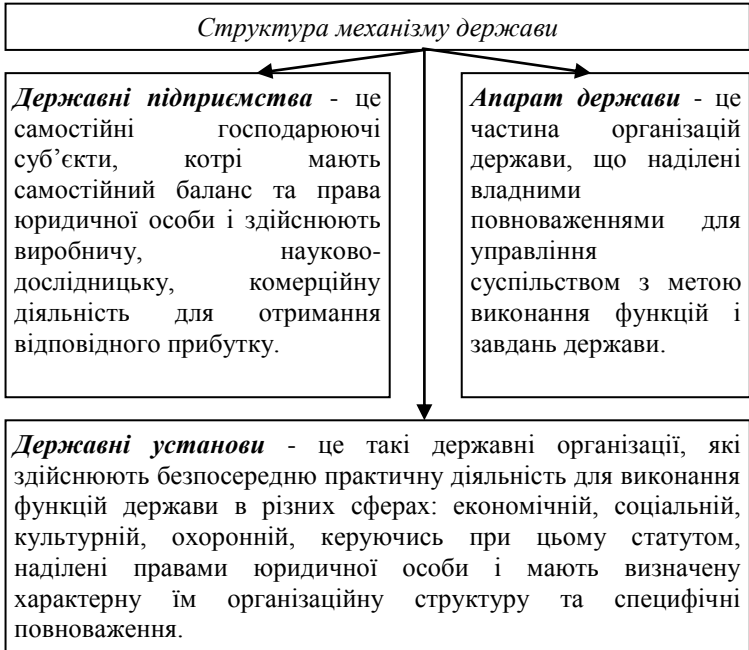 Структура механізму держави
Державні підприємства - це
самостійні господарюючі
суб’єкти, котрі мають
самостійний баланс та права
юридичної особи і здійснюють
виробничу, науково-
дослідницьку, комерційну
діяльність для отримання
відповідного прибутку.
Апарат держави - це
частина організацій
держави, що наділені
владними
повноваженнями для
управління
суспільством з метою
виконання функцій і
завдань держави.
Державні установи - це такі державні організації, які
здійснюють безпосередню практичну діяльність для виконання
функцій держави в різних сферах: економічній, соціальній,
культурній, охоронній, керуючись при цьому статутом,
наділені правами юридичної особи і мають визначену
характерну їм організаційну структуру та специфічні
повноваження.